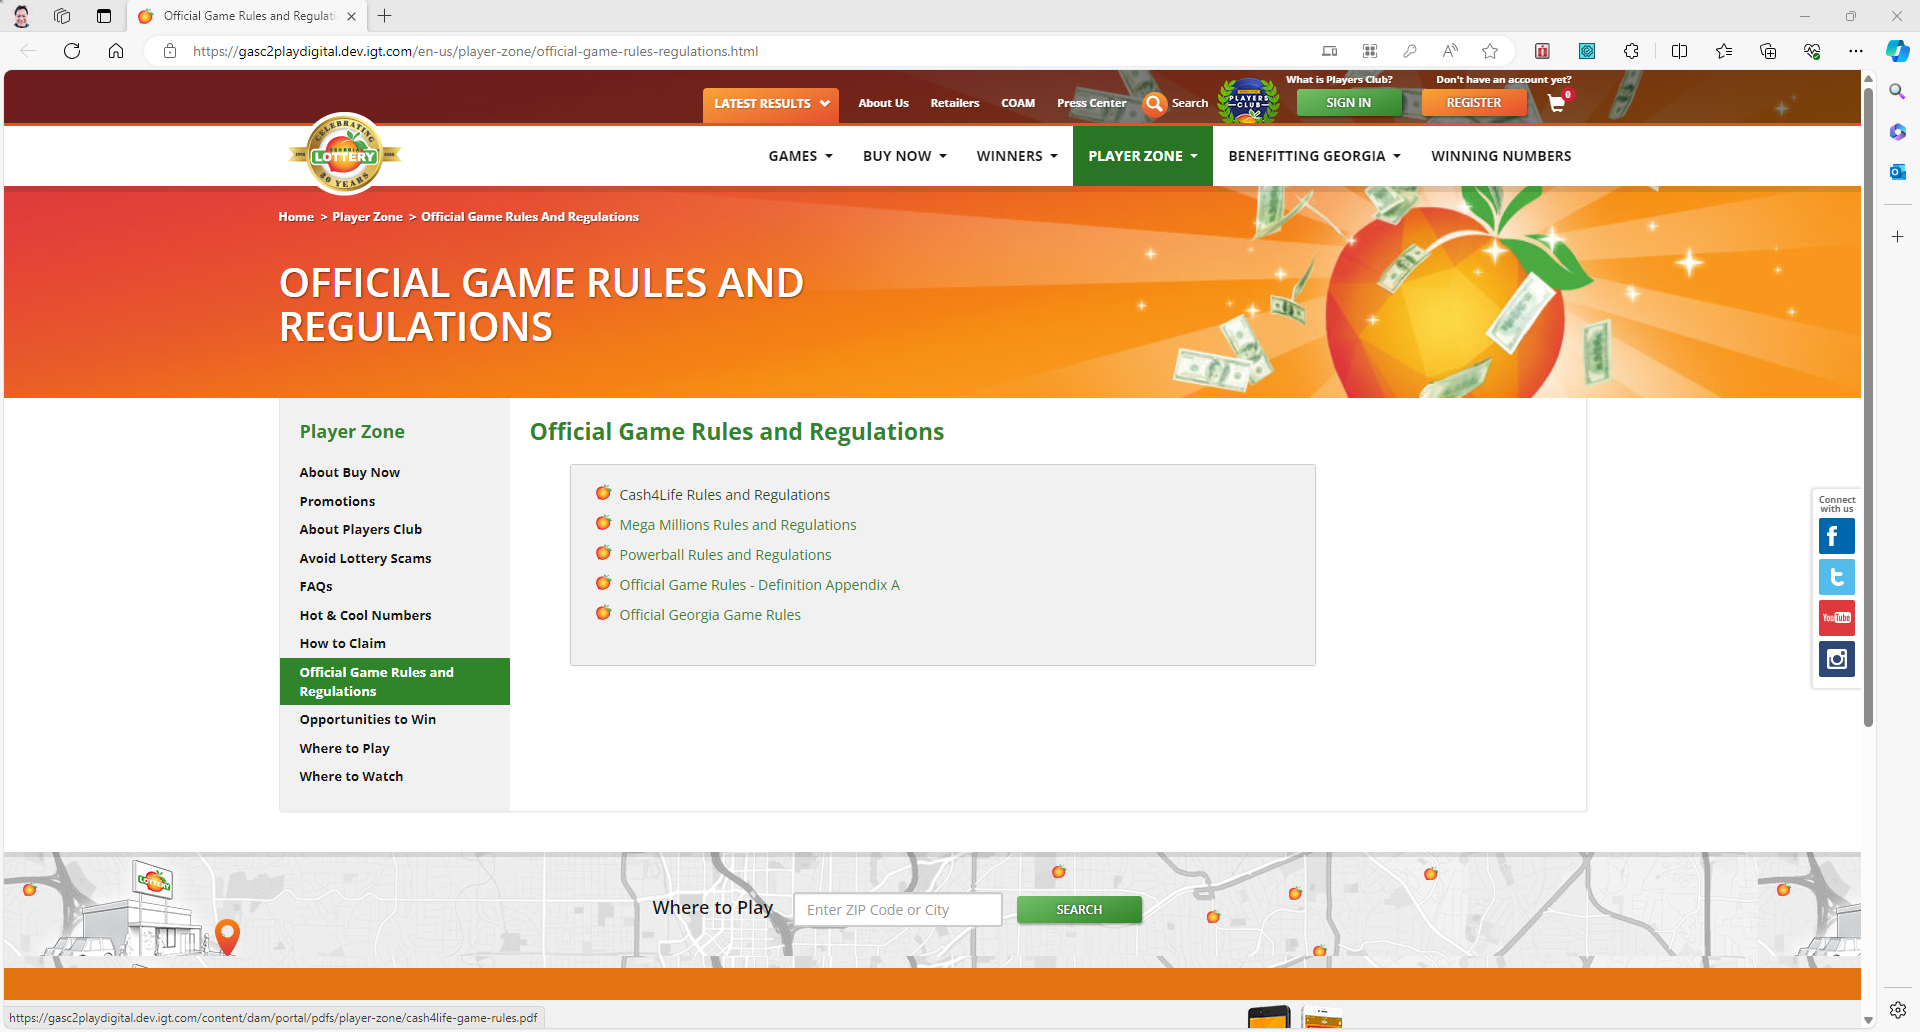 Official Game Rules and Regulati
https://gasc2playdigital.dev.igt.com/en-us/player-zone/official-game-rules-regulations.html
What is Players Club?
Don't have an account yet?
LATEST RESULTS
About Us
Retailers
COAM
Press Center
Search
PLAYERS
CLUB
SIGN IN
REGISTER
0
CELEBRATING
GEORGIA
LOTTERY
30 YEARS
GAMES
BUY NOW
WINNERS
PLAYER ZONE
BENEFITTING GEORGIA
WINNING NUMBERS
Home > Player Zone > Official Game Rules And Regulations
OFFICIAL GAME RULES AND
REGULATIONS
Player Zone
About Buy Now
Promotions
About Players Club
Avoid Lottery Scams
FAQs
Hot & Cool Numbers
How to Claim
Official Game Rules and
Regulations
Opportunities to Win
Where to Play
Where to Watch
Official Game Rules and Regulations
Cash4Life Rules and Regulations
Mega Millions Rules and Regulations
Powerball Rules and Regulations
Official Game Rules - Definition Appendix A
Official Georgia Game Rules
Connect
with us
YouTube
LOTTERY
Where to Play
Enter ZIP Code or City
SEARCH
https://gasc2playdigital.dev.igt.com/content/dam/portal/pdfs/player-zone/cash4life-game-rules.pdf